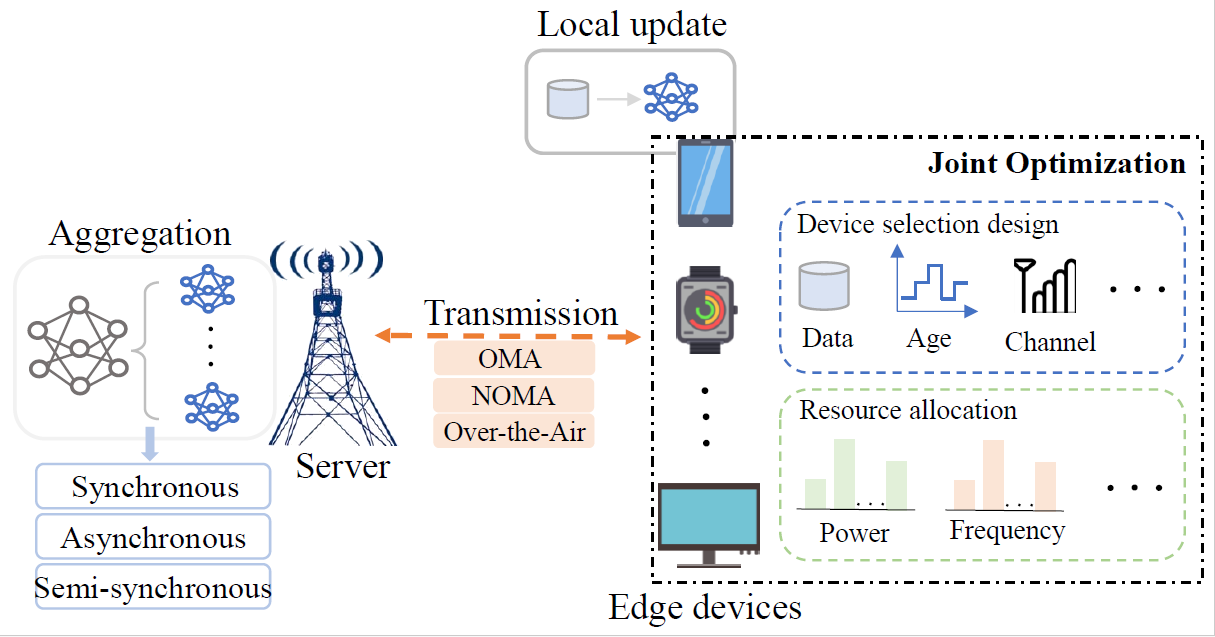 Local update
Joint Optimization
Device selection design
Data
Age
Channel
Resource allocation
Power
Frequency
Edge devices
Transmission
OMA
NOMA
Over-the-Air
Aggregation
Server
Synchronous
Asynchronous
Semi-synchronous